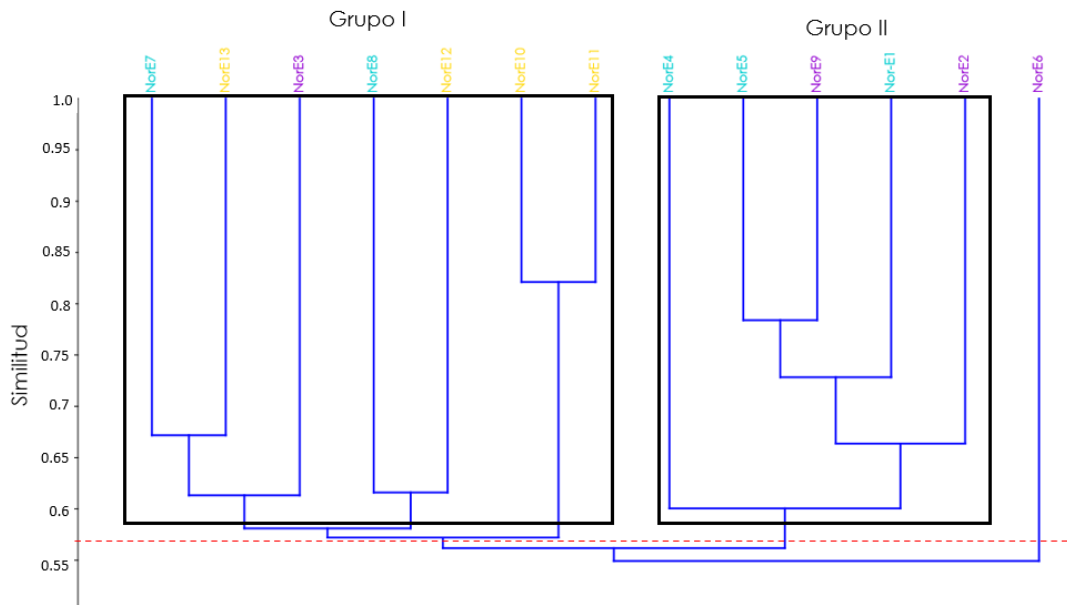 Grupo I
Grupo II
NorE7
NorE13
NorE3
NorE8
NorE12
NorE10
NorE11
NorE4
NorE5
NorE9
Nor-E1
NorE2
NorE6
1.0
0.95
0.9
0.85
0.8
0.75
0.7
0.65
0.6
0.55
Similitud